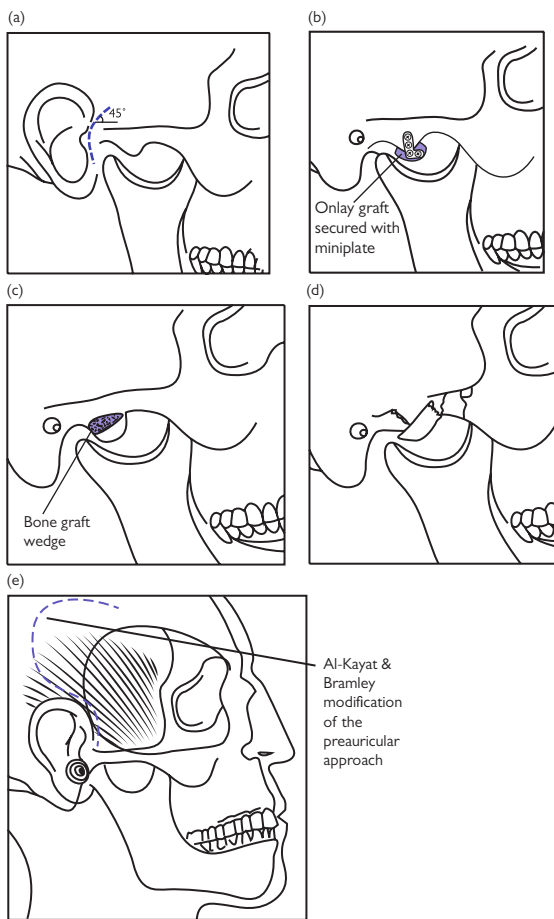 (a)
(b)
45°
Onlay graft
secured with
miniplate
(c)
(d)
Bone graft
wedge
(e)
Al-Kayat &
Bramley
modification
of the
preauricular
approach